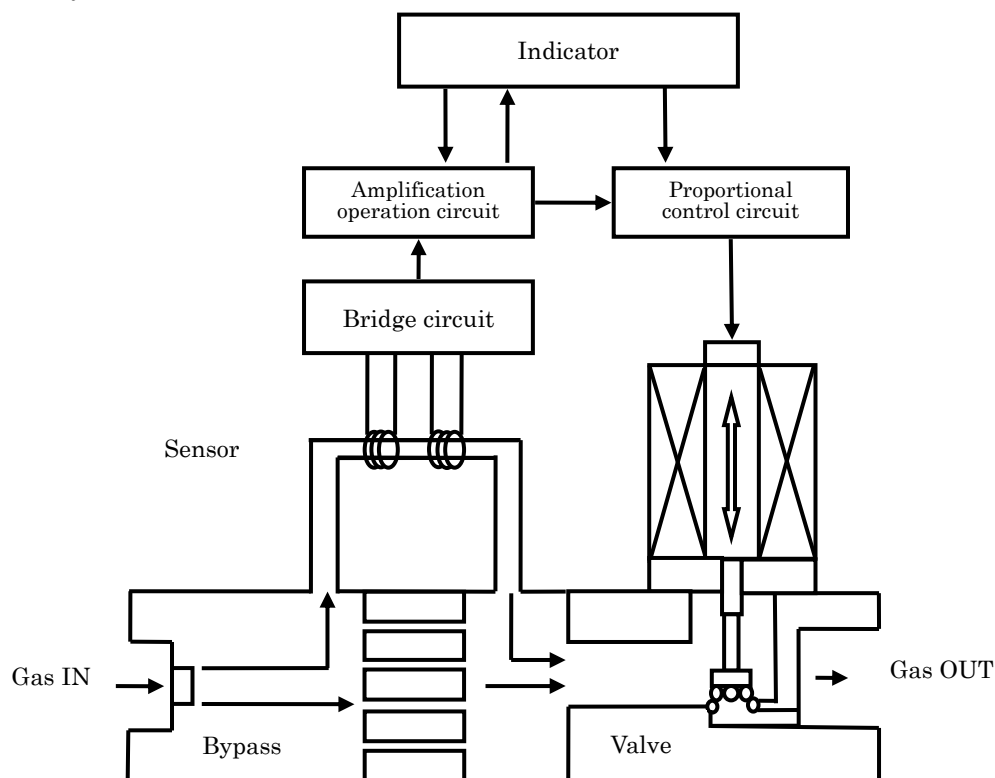 Indicator
Amplification
operation circuit
Proportional
control circuit
Bridge circuit
Sensor
Gas IN
Gas OUT
Bypass
Valve